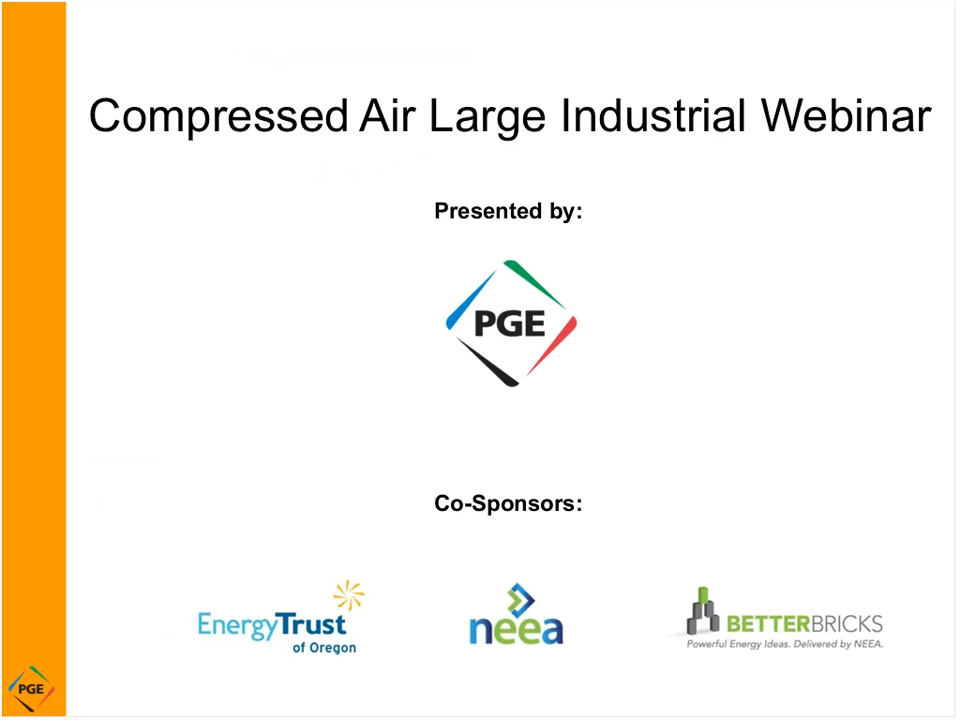 Compressed Air Large Industrial Webinar
Presented by:
PGE
Co-Sponsors:
EnergyTrust
of Oregon
neea
BETTERBRICKS
Powerful Energy Ideas. Delivered by NEEA.
PGE